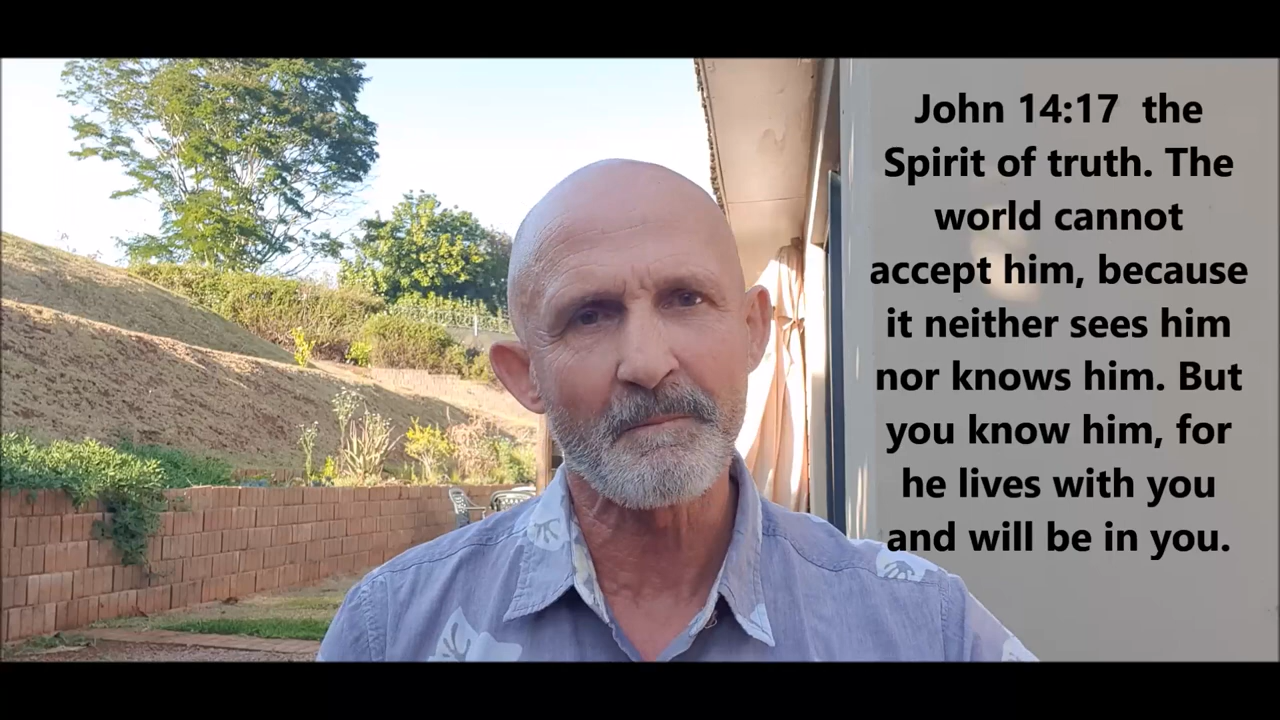 John 14:17  the
Spirit of truth. The
world cannot
accept him, because
it neither sees him
nor knows him. But
you know him, for
he lives with you
and will be in you.